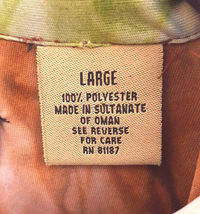 LARGE
100% POLYESTER
MADE IN SULTANATE
OF OMAN
SEE REVERSE
FOR CARE
RN 81187